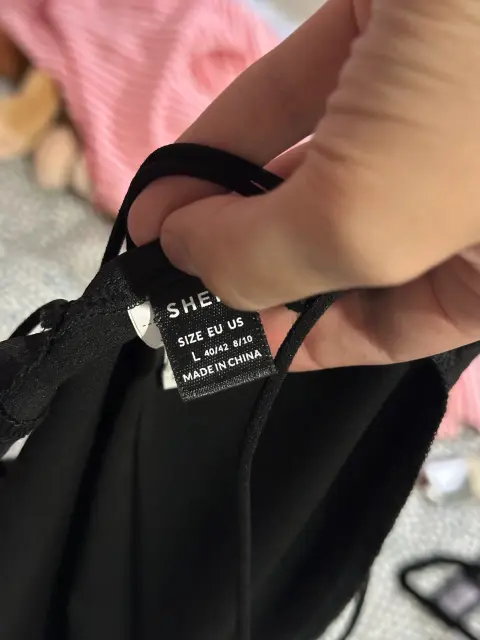 SHE
SIZE EU US
L 40/42 8/10
MADE IN CHINA